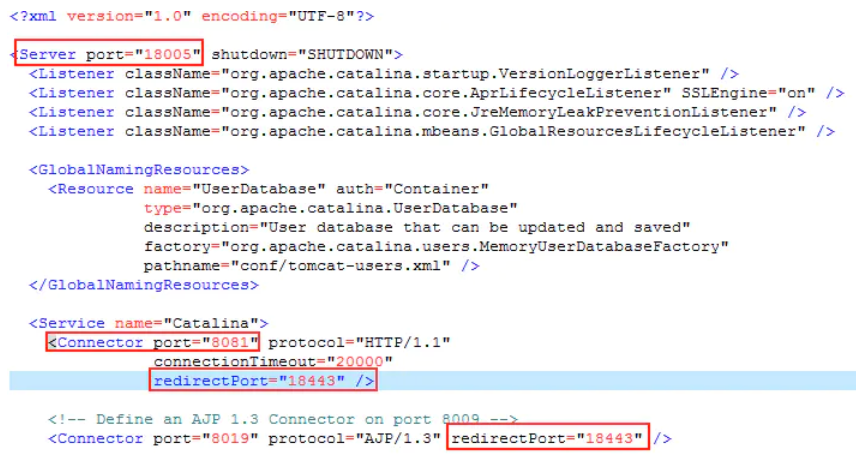 <?xml version="1.0" encoding="UTF-8"?>
<Server port="18005" shutdown="SHUTDOWN">
<Listener className="org.apache.catalina.startup.VersionLoggerListener" />
<Listener className="org.apache.catalina.core.AprLifecycleListener" SSLEngine="on" />
<Listener className="org.apache.catalina.core.JreMemoryLeakPreventionListener" />
<Listener className="org.apache.catalina.mbeans.GlobalResourcesLifecycleListener" />
<GlobalNamingResources>
<Resource name="UserDatabase" auth="Container"
type="org.apache.catalina.UserDatabase"
description="User database that can be updated and saved"
factory="org.apache.catalina.users.MemoryUserDatabaseFactory"
pathname="conf/tomcat-users.xml" />
</GlobalNamingResources>
<Service name="Catalina">
<Connector port="8081" protocol="HTTP/1.1"
connectionTimeout="20000"
redirectPort="18443" />
<!-- Define an AJP 1.3 Connector on port 8009 -->
<Connector port="8019" protocol="AJP/1.3" redirectPort="18443" />